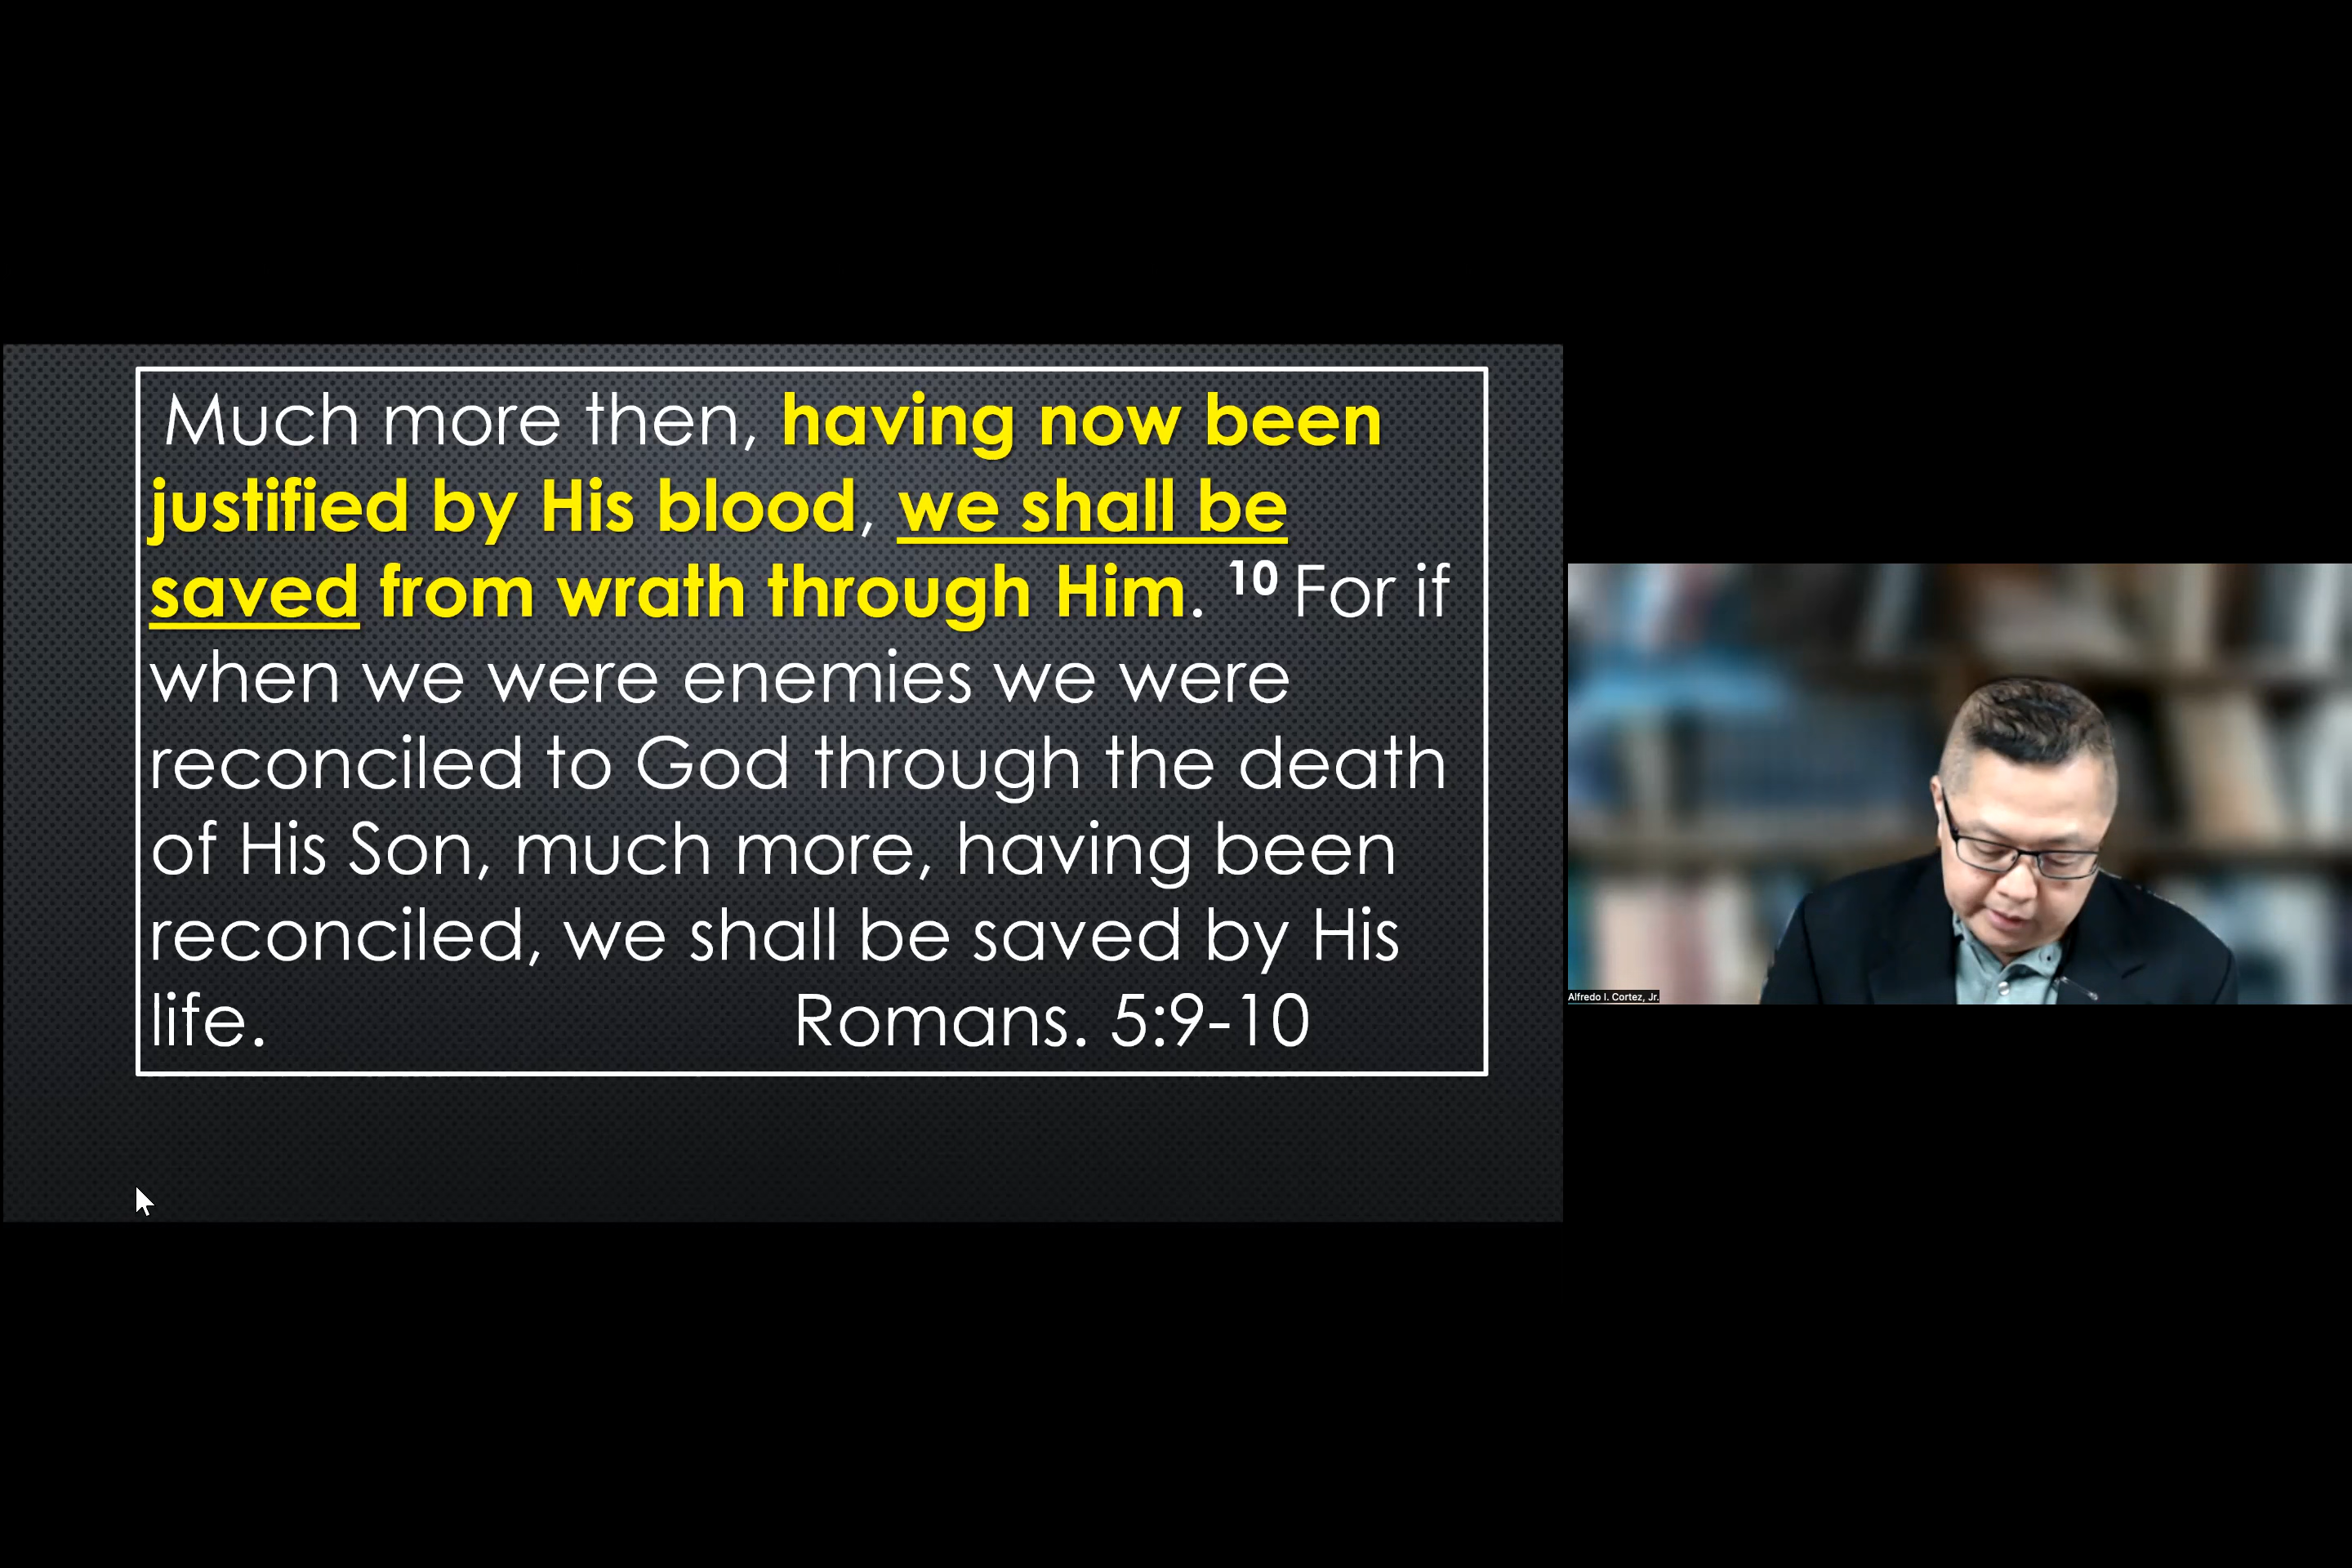 Much more then, having now been
justified by His blood, we shall be
saved from wrath through Him. 10 For if
when we were enemies we were
reconciled to God through the death
of His Son, much more, having been
reconciled, we shall be saved by His
life. Romans. 5:9-10
Alfredo I. Cortez, Jr.